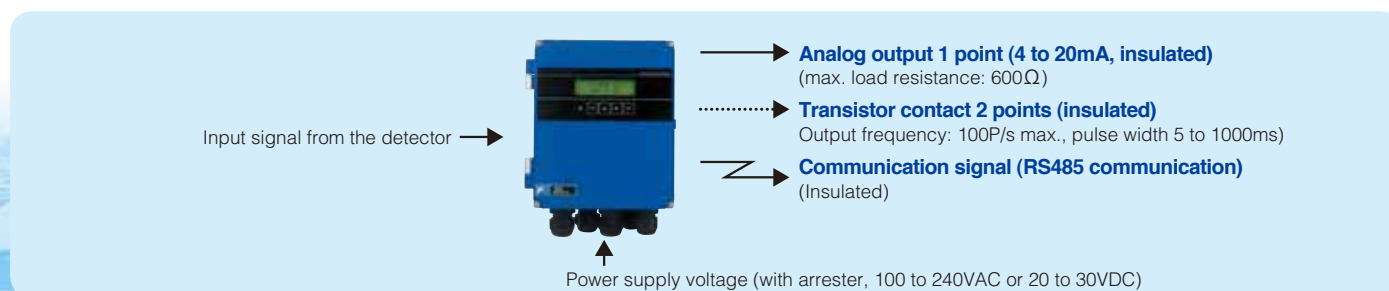 Input signal from the detector
Analog output 1 point (4 to 20mA, insulated)
(max. load resistance: 600Ω)
Transistor contact 2 points (insulated)
Output frequency: 100P/s max., pulse width 5 to 1000ms)
Communication signal (RS485 communication)
(Insulated)
Power supply voltage (with arrester, 100 to 240VAC or 20 to 30VDC)